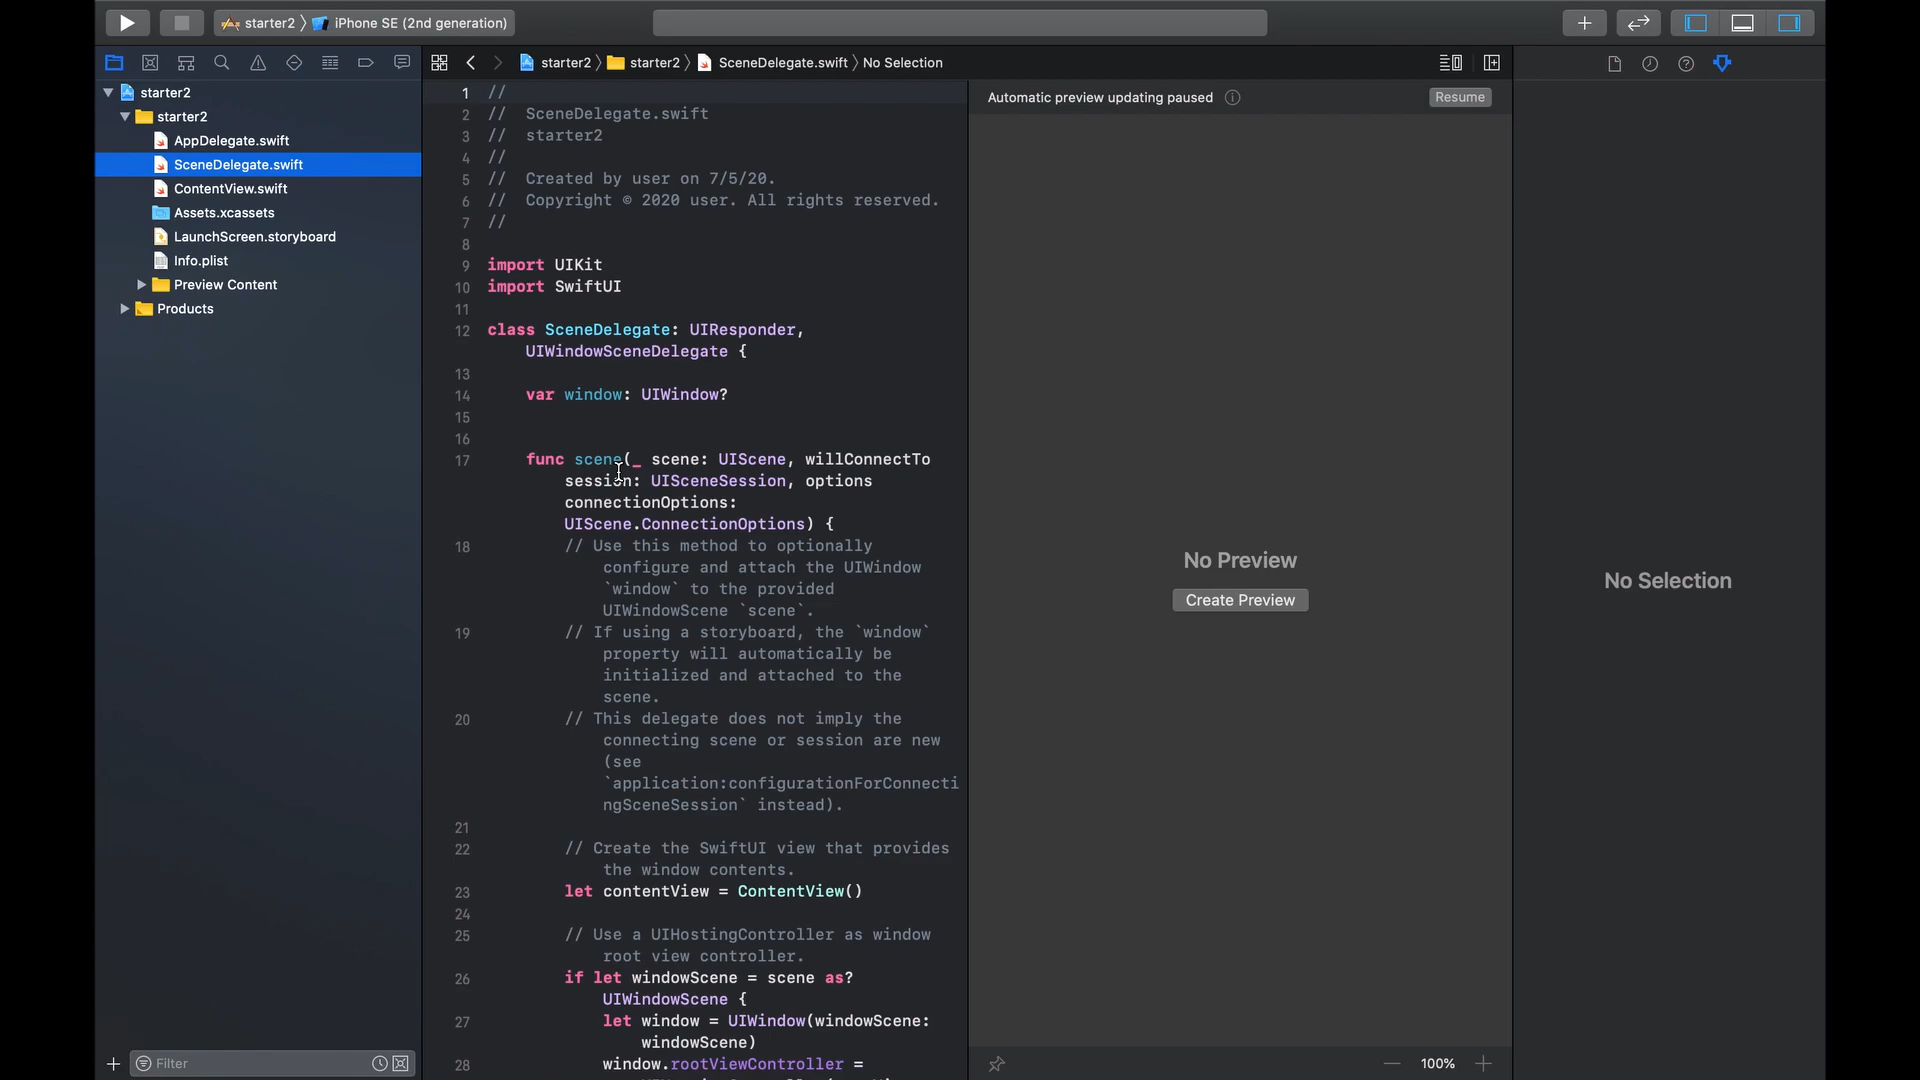 starter2 〉 iPhone SE (2nd generation)
starter2 〉 starter2 〉 SceneDelegate.swift 〉 No Selection
starter2
starter2
AppDelegate.swift
SceneDelegate.swift
ContentView.swift
Assets.xcassets
LaunchScreen.storyboard
Info.plist
Preview Content
Products
Filter
1 //
2 //  SceneDelegate.swift
3 //  starter2
4 //
5 //  Created by user on 7/5/20.
6 //  Copyright © 2020 user. All rights reserved.
7 //
8
9 import UIKit
10 import SwiftUI
11
12 class SceneDelegate: UIResponder,
UIWindowSceneDelegate {
13
14 var window: UIWindow?
15
16
17 func scene(_ scene: UIScene, willConnectTo
session: UISceneSession, options
connectionOptions:
UIScene.ConnectionOptions) {
18 // Use this method to optionally
configure and attach the UIWindow
`window` to the provided
UIWindowScene `scene`.
19 // If using a storyboard, the `window`
property will automatically be
initialized and attached to the
scene.
20 // This delegate does not imply the
connecting scene or session are new
(see
`application:configurationForConnecti
ngSceneSession` instead).
21
22 // Create the SwiftUI view that provides
the window contents.
23 let contentView = ContentView()
24
25 // Use a UIHostingController as window
root view controller.
26 if let windowScene = scene as?
UIWindowScene {
27 let window = UIWindow(windowScene:
windowScene)
28 window.rootViewController =
Automatic preview updating paused
Resume
No Preview
Create Preview
100%
No Selection